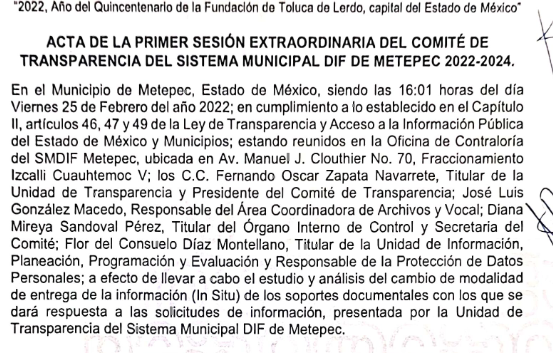 "2022, Año del Quincentenario de la Fundación de Toluca de Lerdo, capital del Estado de México"
ACTA DE LA PRIMER SESIÓN EXTRAORDINARIA DEL COMITÉ DE
TRANSPARENCIA DEL SISTEMA MUNICIPAL DIF DE METEPEC 2022-2024.
En el Municipio de Metepec, Estado de México, siendo las 16:01 horas del día
Viernes 25 de Febrero del año 2022; en cumplimiento a lo establecido en el Capítulo
II, artículos 46, 47 y 49 de la Ley de Transparencia y Acceso a la Información Pública
del Estado de México y Municipios; estando reunidos en la Oficina de Contraloría
del SMDIF Metepec, ubicada en Av. Manuel J. Clouthier No. 70, Fraccionamiento
Izcalli Cuauhtemoc V; los C.C. Fernando Oscar Zapata Navarrete, Titular de la
Unidad de Transparencia y Presidente del Comité de Transparencia; José Luis
González Macedo, Responsable del Área Coordinadora de Archivos y Vocal; Diana
Mireya Sandoval Pérez, Titular del Órgano Interno de Control y Secretaria del
Comité; Flor del Consuelo Díaz Montellano, Titular de la Unidad de Información,
Planeación, Programación y Evaluación y Responsable de la Protección de Datos
Personales; a efecto de llevar a cabo el estudio y análisis del cambio de modalidad
de entrega de la información (In Situ) de los soportes documentales con los que se
dará respuesta a las solicitudes de información, presentada por la Unidad de
Transparencia del Sistema Municipal DIF de Metepec.